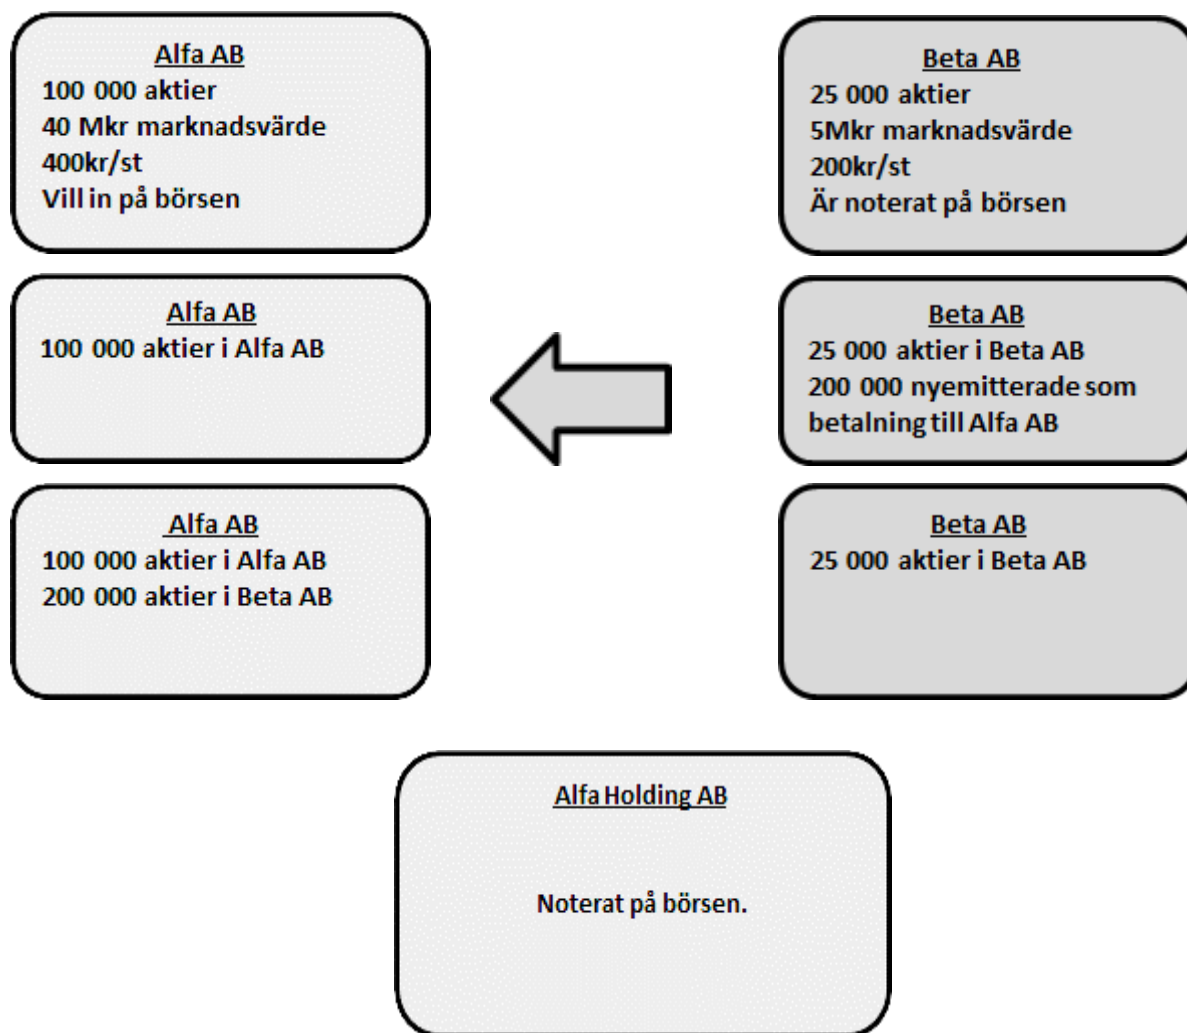 Alfa AB
100 000 aktier
40 Mkr marknadsvärde
400kr/st
Vill in på börsen
Beta AB
25 000 aktier
5Mkr marknadsvärde
200kr/st
Är noterat på börsen
Alfa AB
100 000 aktier i Alfa AB
Beta AB
25 000 aktier i Beta AB
200 000 nyemitterade som
betalning till Alfa AB
Alfa AB
100 000 aktier i Alfa AB
200 000 aktier i Beta AB
Beta AB
25 000 aktier i Beta AB
Alfa Holding AB
Noterat på börsen.